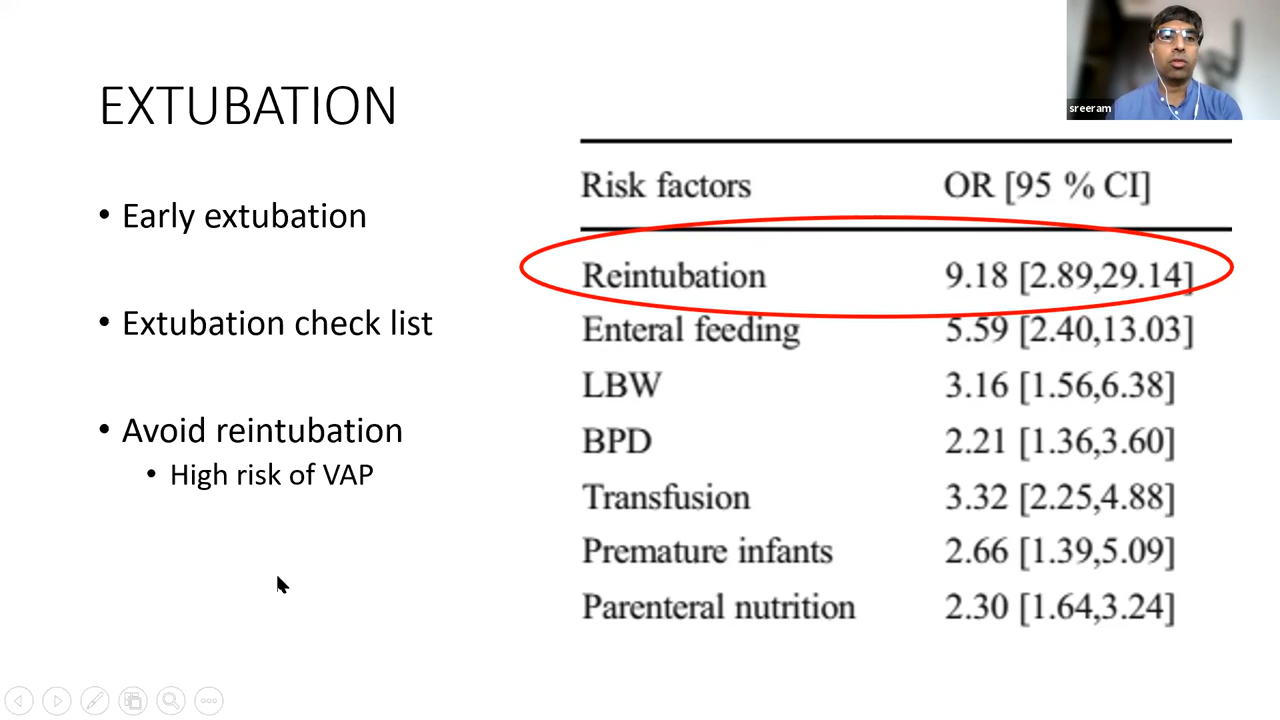 sreeram
EXTUBATION
• Early extubation
• Extubation check list
• Avoid reintubation
• High risk of VAP
Risk factors OR [95 % CI]
Reintubation 9.18 [2.89,29.14]
Enteral feeding 5.59 [2.40,13.03]
LBW 3.16 [1.56,6.38]
BPD 2.21 [1.36,3.60]
Transfusion 3.32 [2.25,4.88]
Premature infants 2.66 [1.39,5.09]
Parenteral nutrition 2.30 [1.64,3.24]